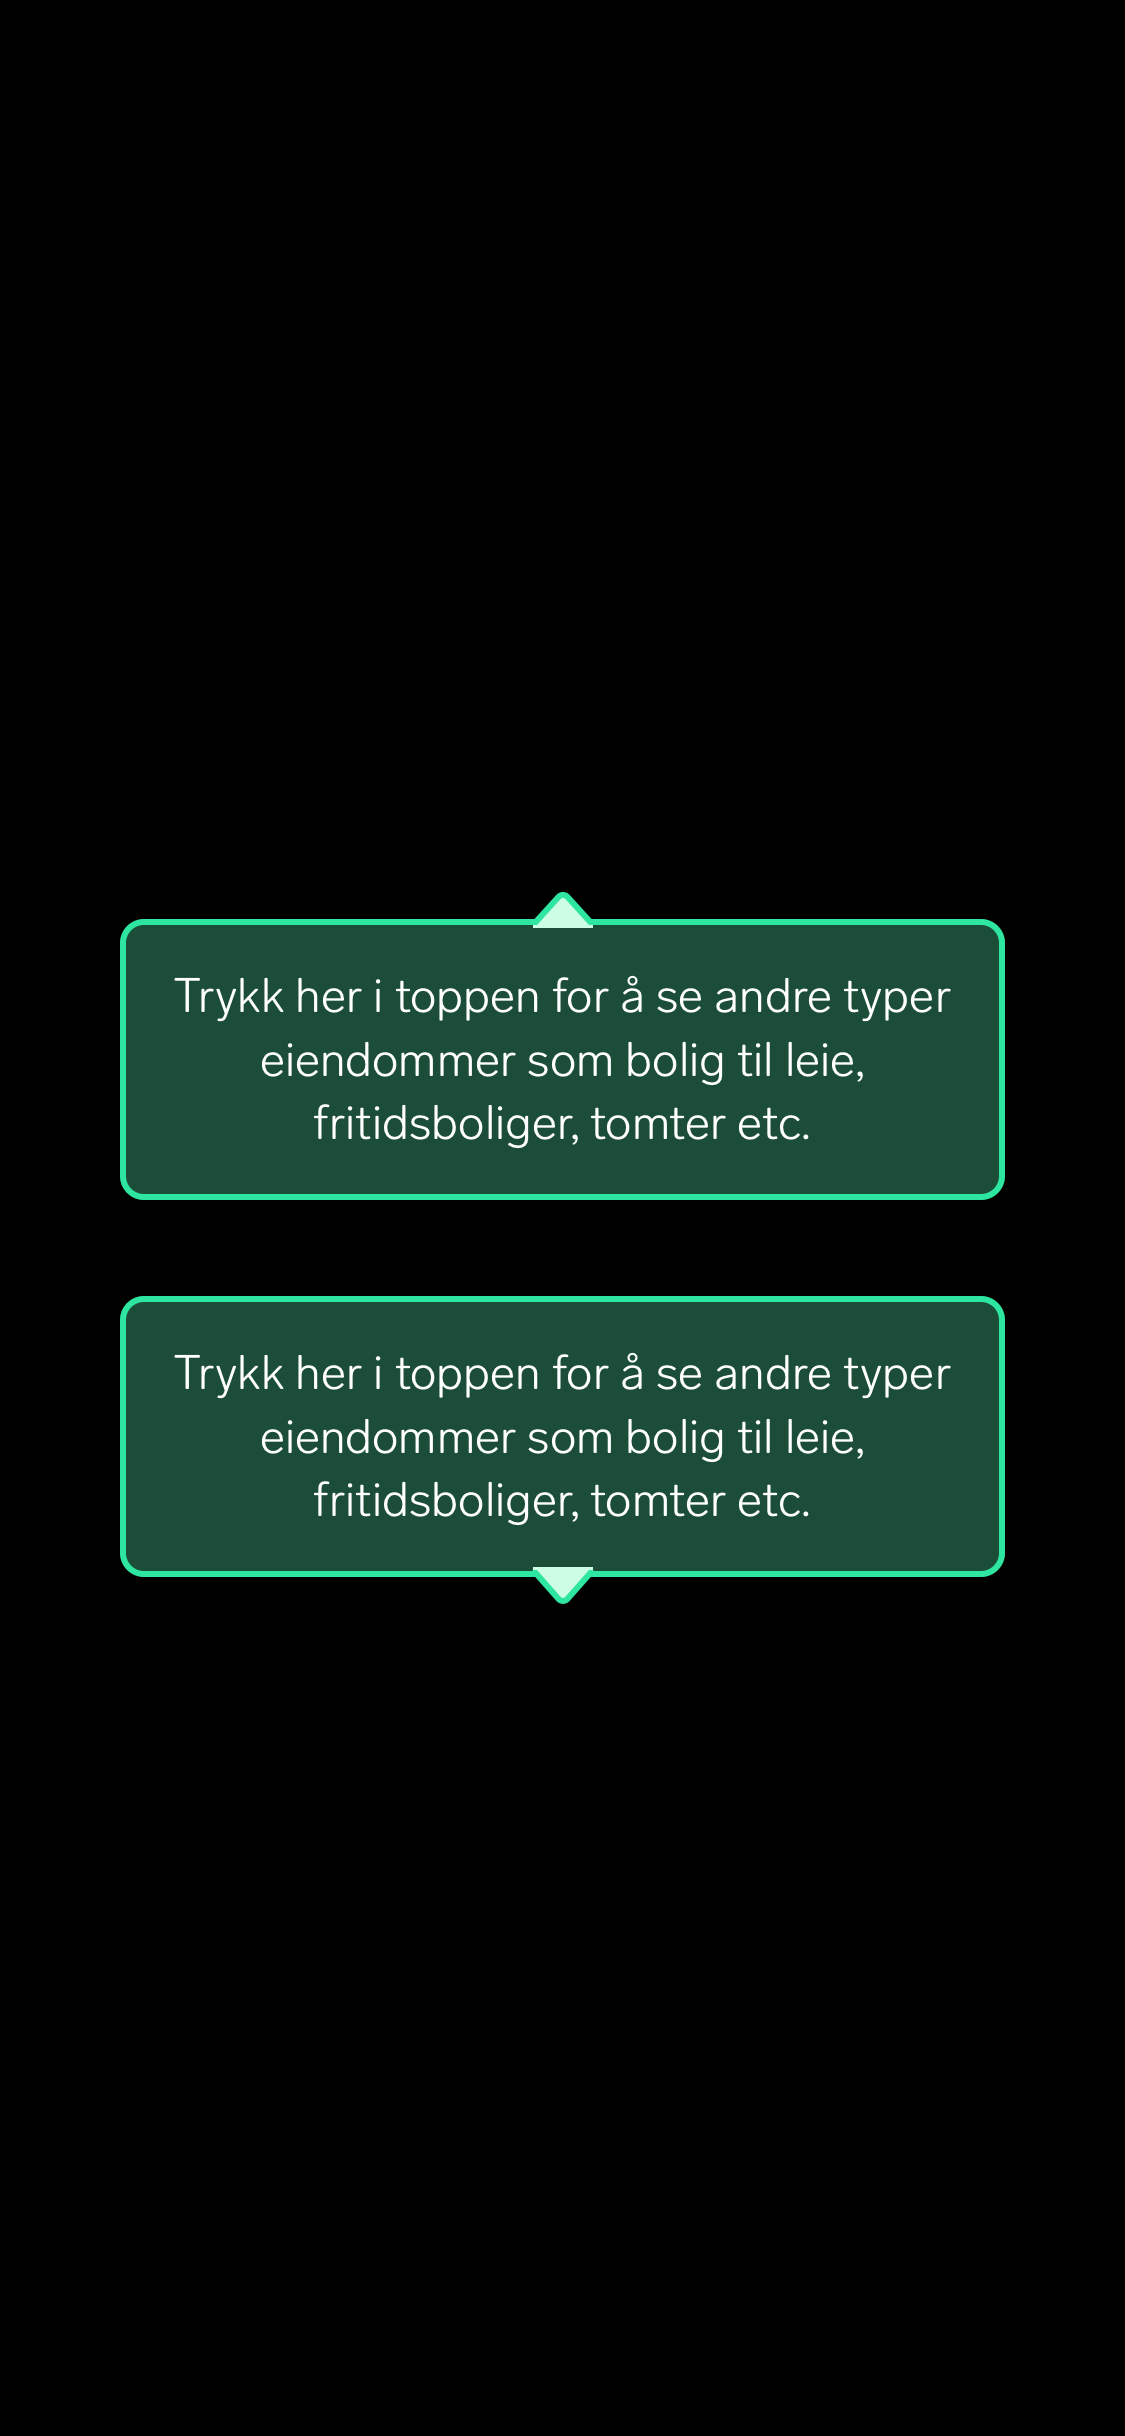 Trykk her i toppen for å se andre typer
eiendommer som bolig til leie,
fritidsboliger, tomter etc.
Trykk her i toppen for å se andre typer
eiendommer som bolig til leie,
fritidsboliger, tomter etc.